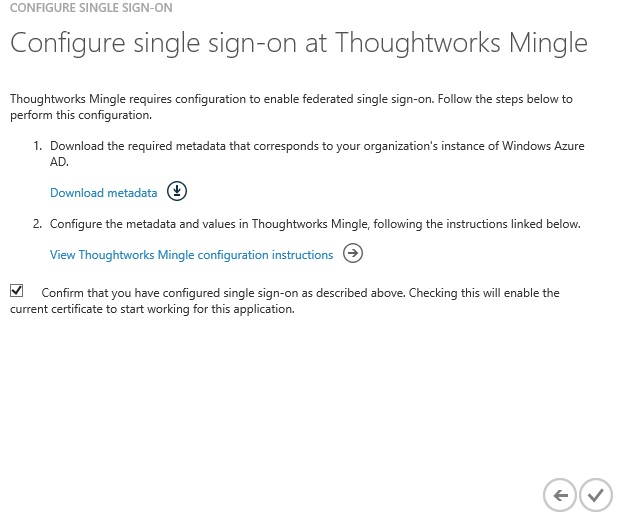 CONFIGURE SINGLE SIGN-ON
Configure single sign-on at Thoughtworks Mingle
Thoughtworks Mingle requires configuration to enable federated single sign-on. Follow the steps below to
perform this configuration.
1. Download the required metadata that corresponds to your organization's instance of Windows Azure
AD.
Download metadata
2. Configure the metadata and values in Thoughtworks Mingle, following the instructions linked below.
View Thoughtworks Mingle configuration instructions
Confirm that you have configured single sign-on as described above. Checking this will enable the
current certificate to start working for this application.